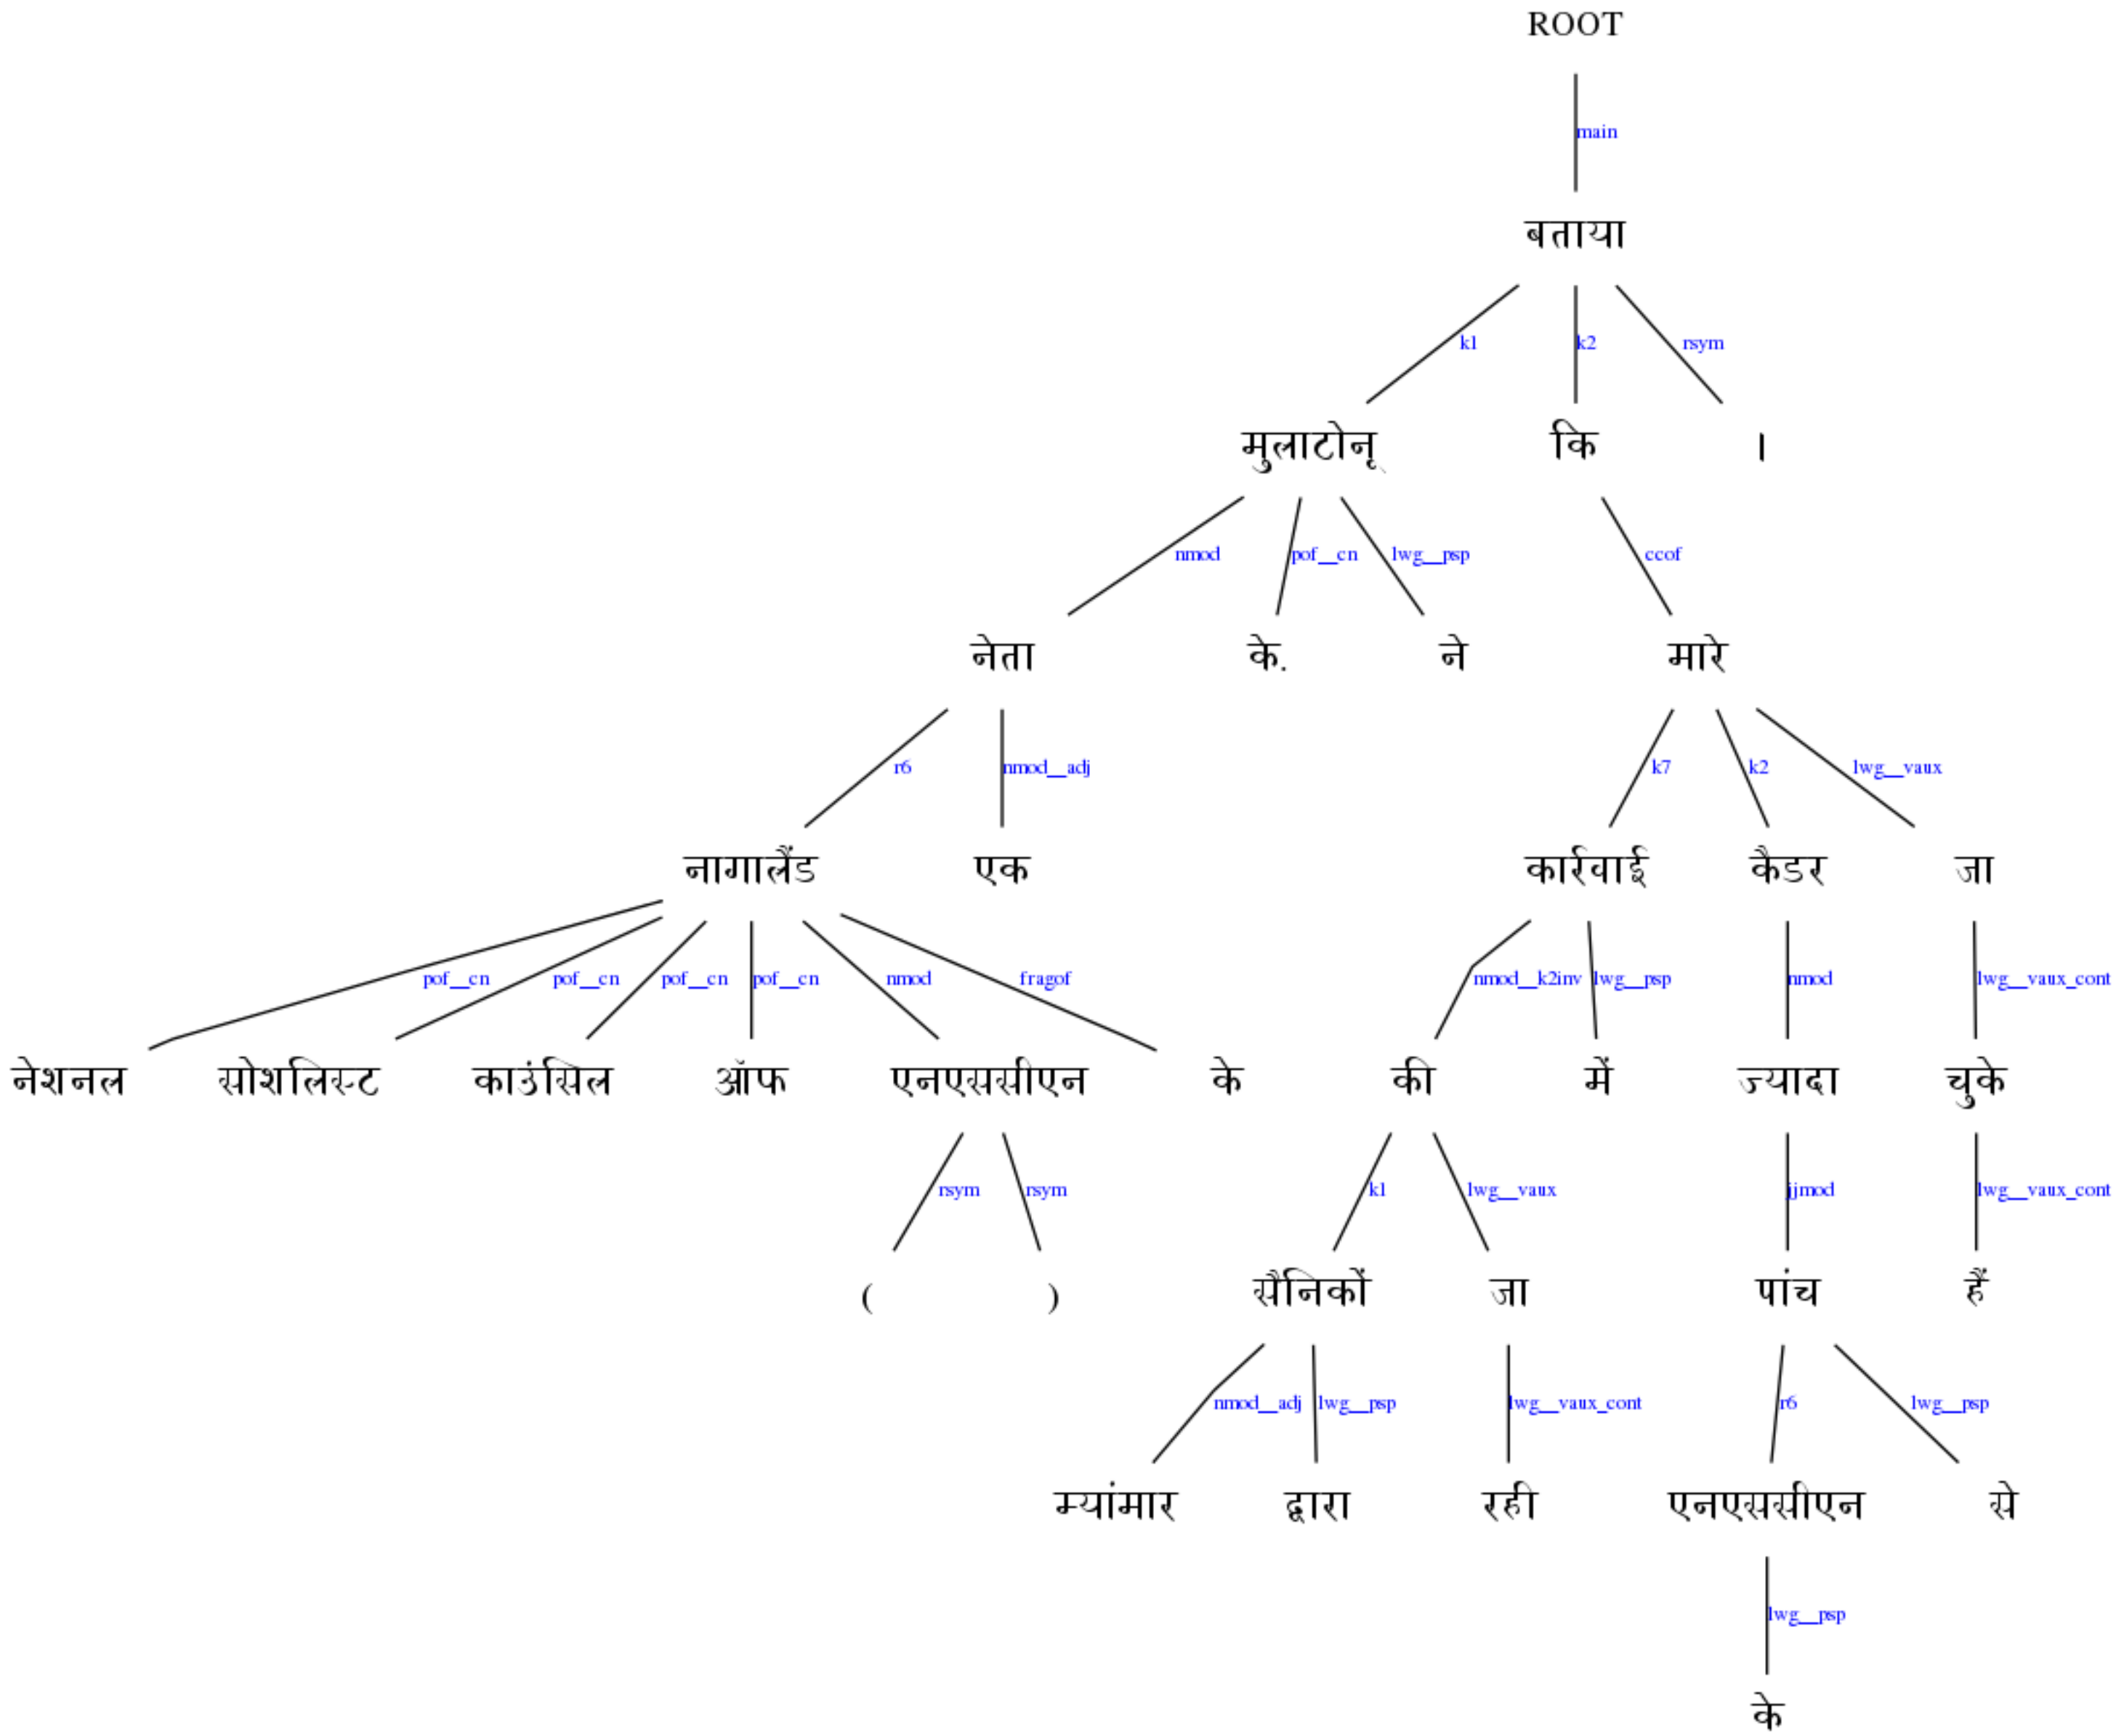 ROOT
main
बताया
k1 k2 rsym
मुलाटोनू कि ।
nmod pof__cn lwg__psp ccof
नेता के. ने मारे
r6 nmod__adj k7 k2 lwg__vaux
नागालैंड एक कार्रवाई कैडर जा
pof__cn pof__cn pof__cn pof__cn nmod fragof nmod__k2inv lwg__psp nmod lwg__vaux_cont
नेशनल सोशलिस्ट काउंसिल ऑफ एनएससीएन के की में ज्यादा चुके
rsym rsym k1 lwg__vaux jjmod lwg__vaux_cont
( ) सैनिकों जा पांच हैं
nmod__adj lwg__psp lwg__vaux_cont r6 lwg__psp
म्यांमार द्वारा रही एनएससीएन से
lwg__psp
के